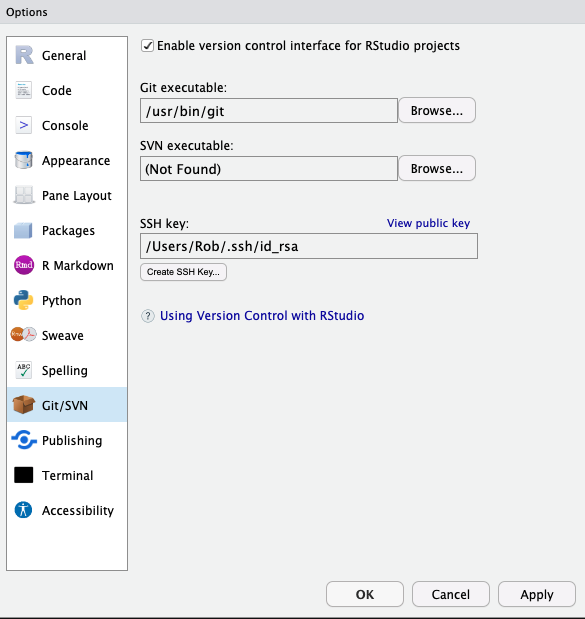 Options
General
Code
Console
Appearance
Pane Layout
Packages
Rmd R Markdown
Python
Sweave
ABC Spelling
Git/SVN
Publishing
Terminal
Accessibility
Enable version control interface for RStudio projects
Git executable:
/usr/bin/git Browse...
SVN executable:
(Not Found) Browse...
SSH key: View public key
/Users/Rob/.ssh/id_rsa
Create SSH Key...
? Using Version Control with RStudio
OK Cancel Apply